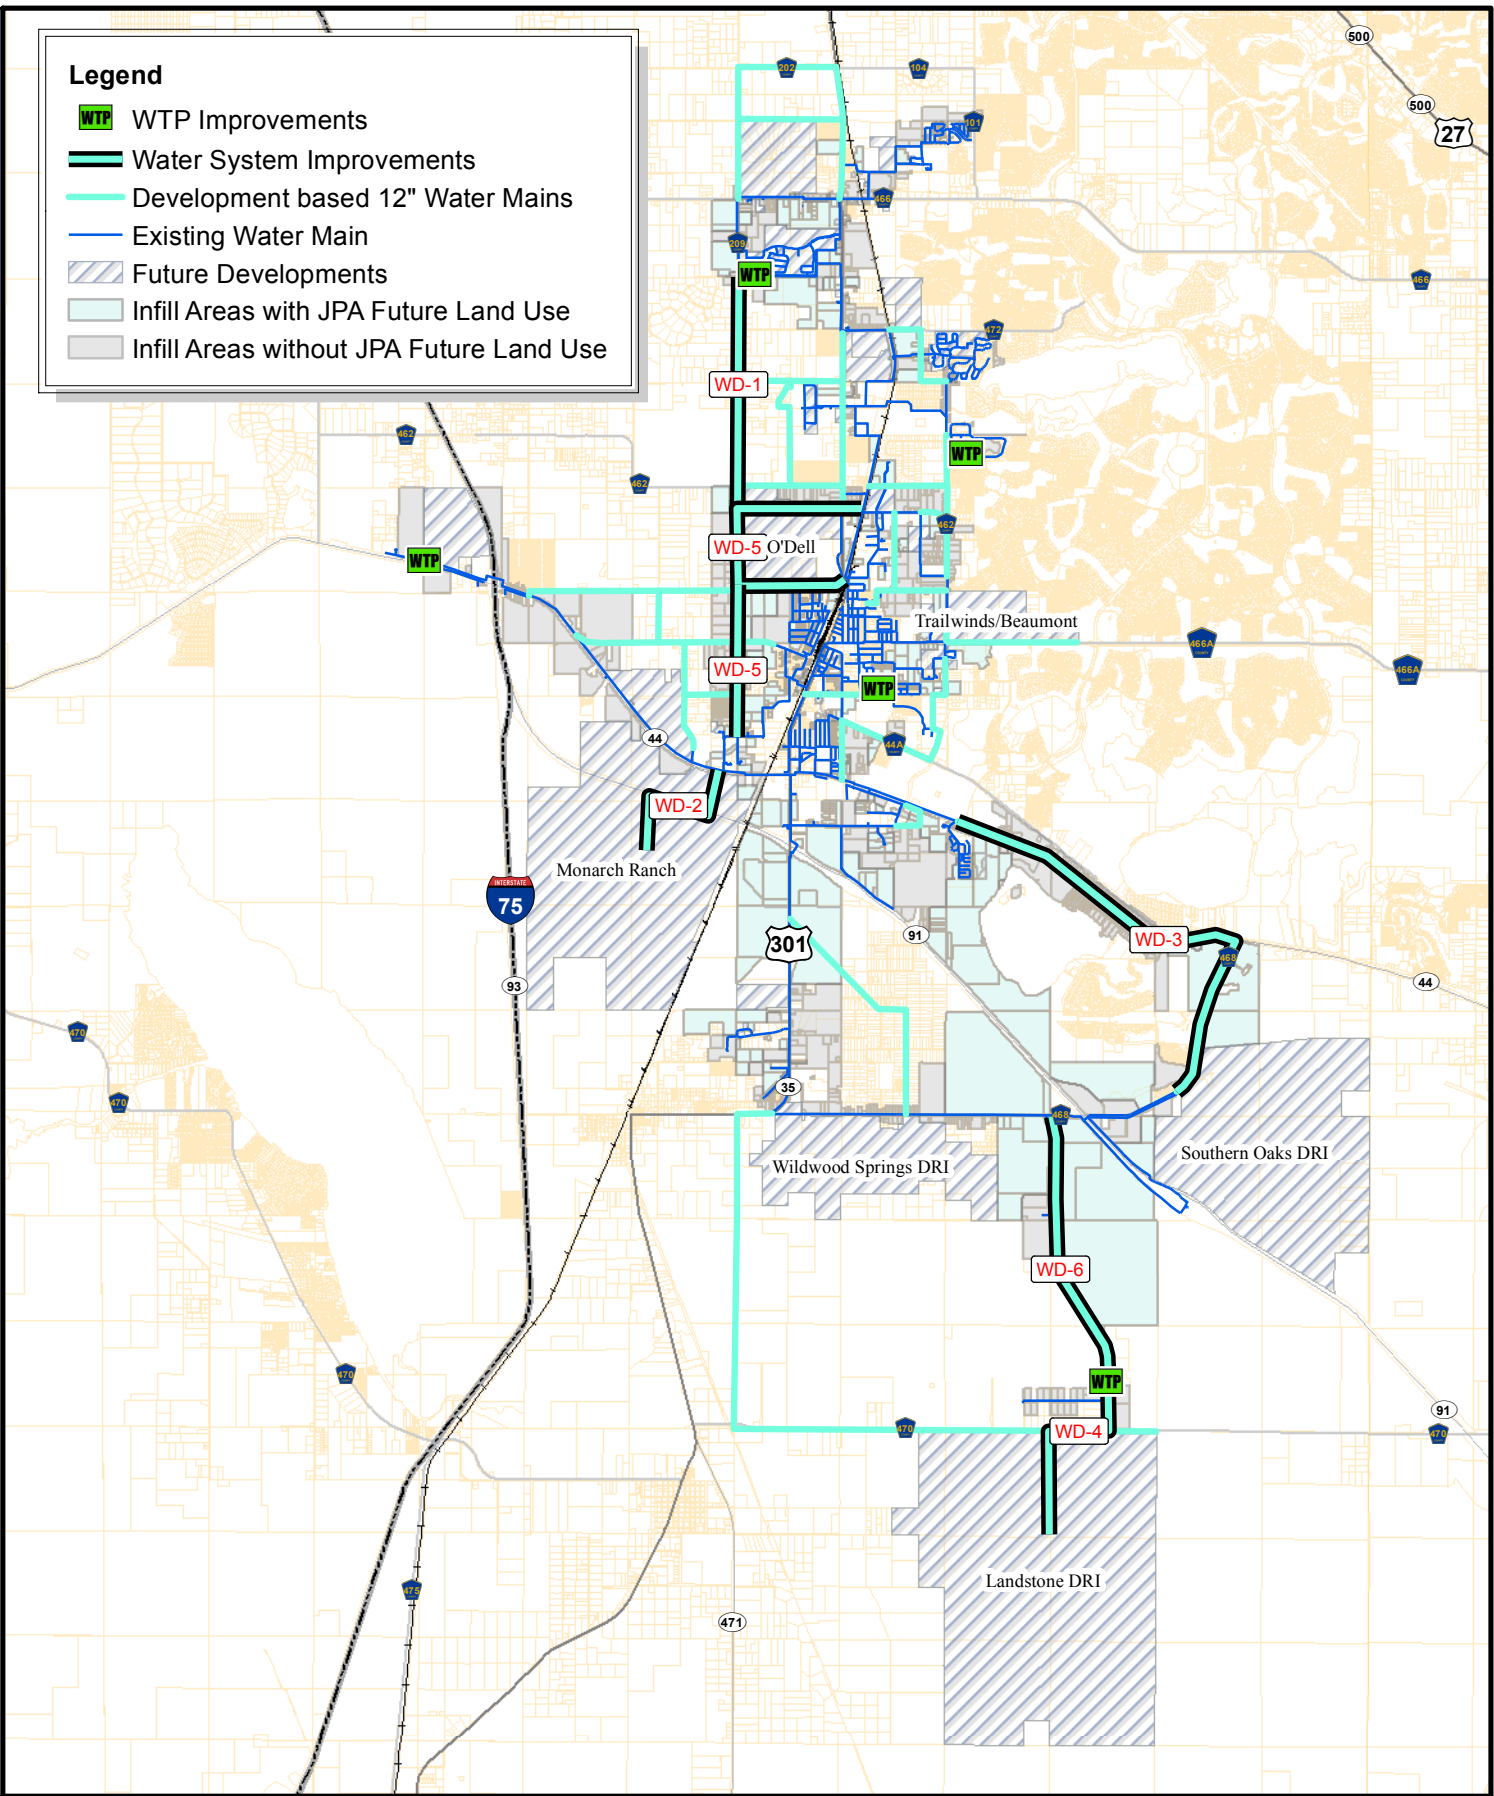 Legend
WTP WTP Improvements
Water System Improvements
Development based 12" Water Mains
Existing Water Main
Future Developments
Infill Areas with JPA Future Land Use
Infill Areas without JPA Future Land Use
500
202
104
500
27
101
466
209
WTP
466
472
WD-1
462
WTP
462
462
WD-5
O'Dell
WTP
Trailwinds/Beaumont
466A
COUNTY
466A
COUNTY
WD-5
WTP
44
44A
WD-2
Monarch Ranch
INTERSTATE
75
301
91
WD-3
468
44
93
470
35
470
468
Southern Oaks DRI
Wildwood Springs DRI
WD-6
470
WTP
91
470
WD-4
470
Landstone DRI
475
471